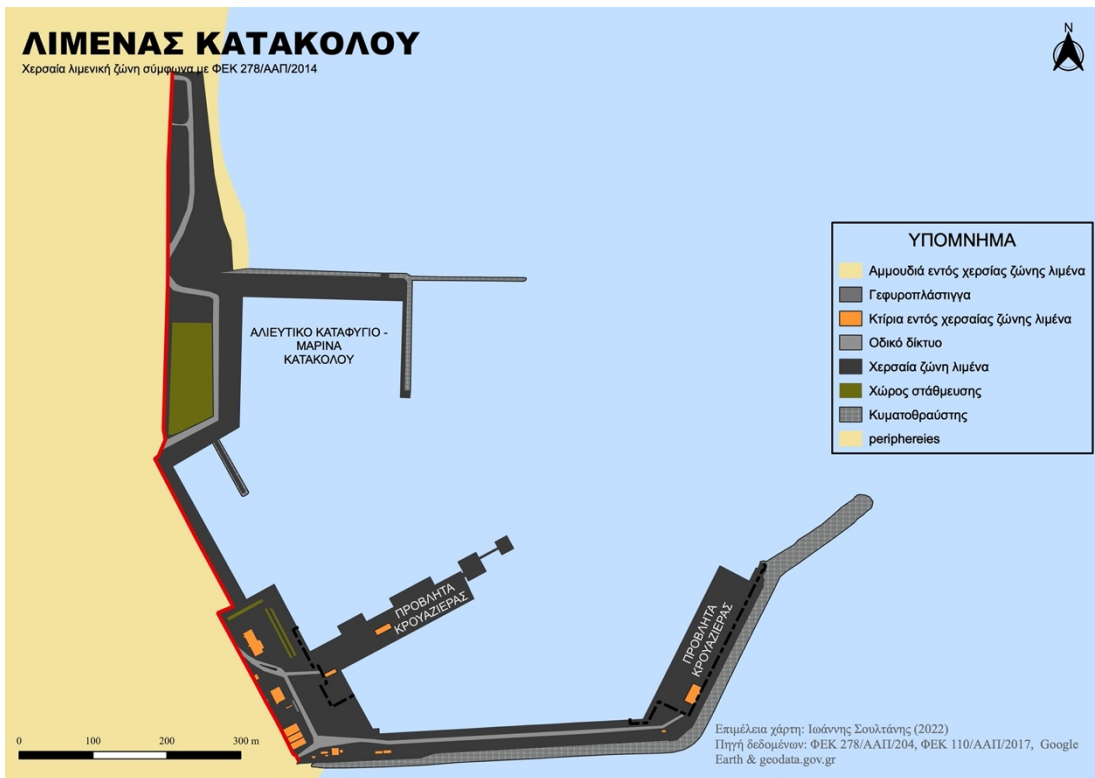 ΛΙΜΕΝΑΣ ΚΑΤΑΚΟΛΟΥ
Χερσαία λιμενική ζώνη σύμφωνα με ΦΕΚ 278/ΑΑΠ/2014
N
ΥΠΟΜΝΗΜΑ
Αμμουδιά εντός χερσίας ζώνης λιμένα
Γεφυροπλάστιγγα
Κτίρια εντός χερσαίας ζώνης λιμένα
Οδικό δίκτυο
Χερσαία ζώνη λιμένα
Χώρος στάθμευσης
Κυματοθραύστης
periphereies
ΑΛΙΕΥΤΙΚΟ ΚΑΤΑΦΥΓΙΟ -
ΜΑΡΙΝΑ
ΚΑΤΑΚΟΛΟΥ
ΠΡΟΒΛΗΤΑ
ΚΡΟΥΑΖΙΕΡΑΣ
ΠΡΟΒΛΗΤΑ
ΚΡΟΥΑΖΙΕΡΑΣ
0 100 200 300 m
Επιμέλεια χάρτη: Ιωάννης Σουλτάνης (2022)
Πηγή δεδομένων: ΦΕΚ 278/ΑΑΠ/204, ΦΕΚ 110/ΑΑΠ/2017, Google
Earth & geodata.gov.gr